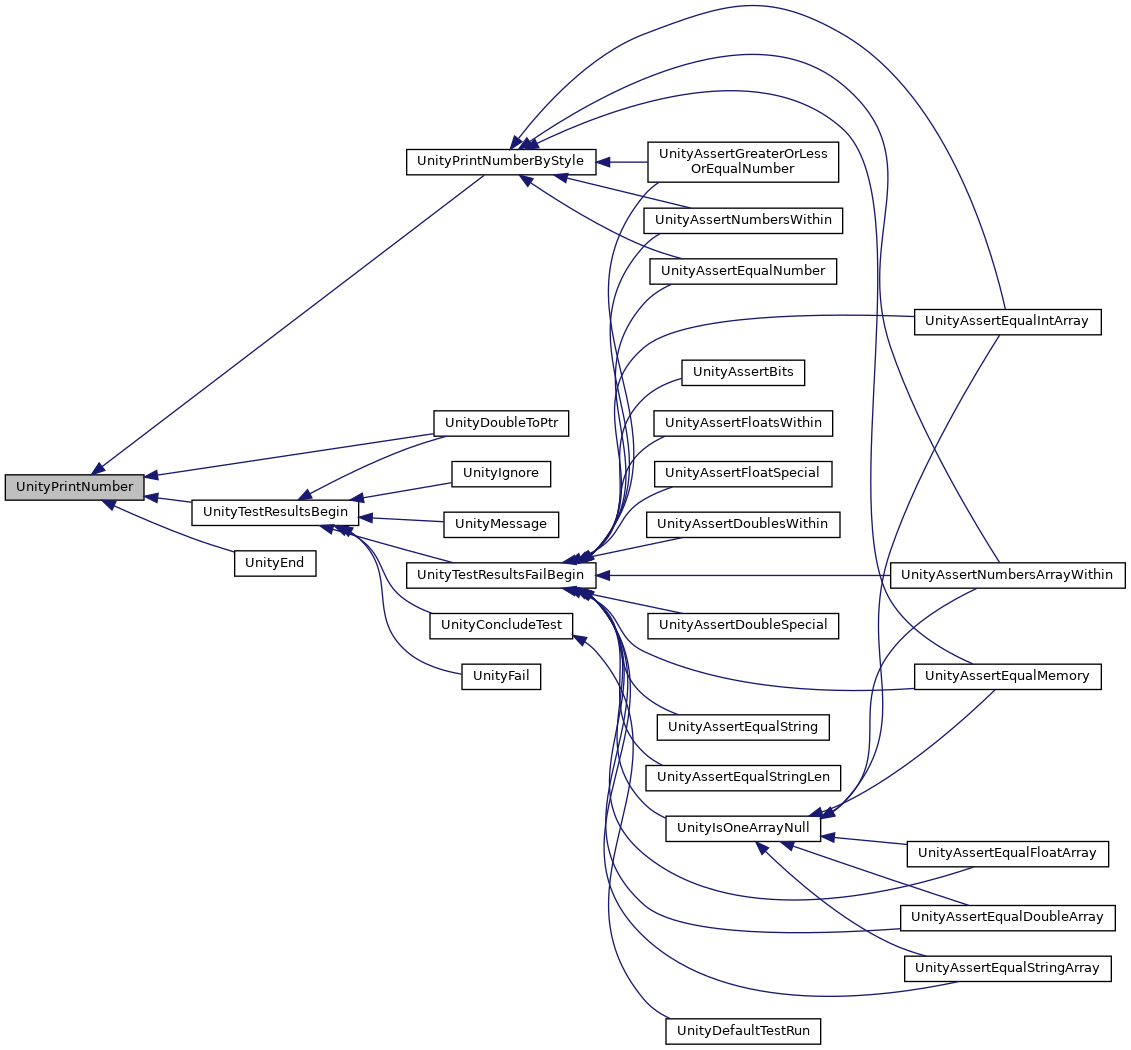 UnityPrintNumberByStyle
UnityAssertGreaterOrLess
OrEqualNumber
UnityAssertNumbersWithin
UnityAssertEqualNumber
UnityAssertEqualIntArray
UnityAssertBits
UnityDoubleToPtr
UnityAssertFloatsWithin
UnityIgnore
UnityAssertFloatSpecial
UnityPrintNumber
UnityTestResultsBegin
UnityMessage
UnityAssertDoublesWithin
UnityEnd
UnityTestResultsFailBegin
UnityAssertNumbersArrayWithin
UnityConcludeTest
UnityAssertDoubleSpecial
UnityFail
UnityAssertEqualMemory
UnityAssertEqualString
UnityAssertEqualStringLen
UnityIsOneArrayNull
UnityAssertEqualFloatArray
UnityAssertEqualDoubleArray
UnityAssertEqualStringArray
UnityDefaultTestRun